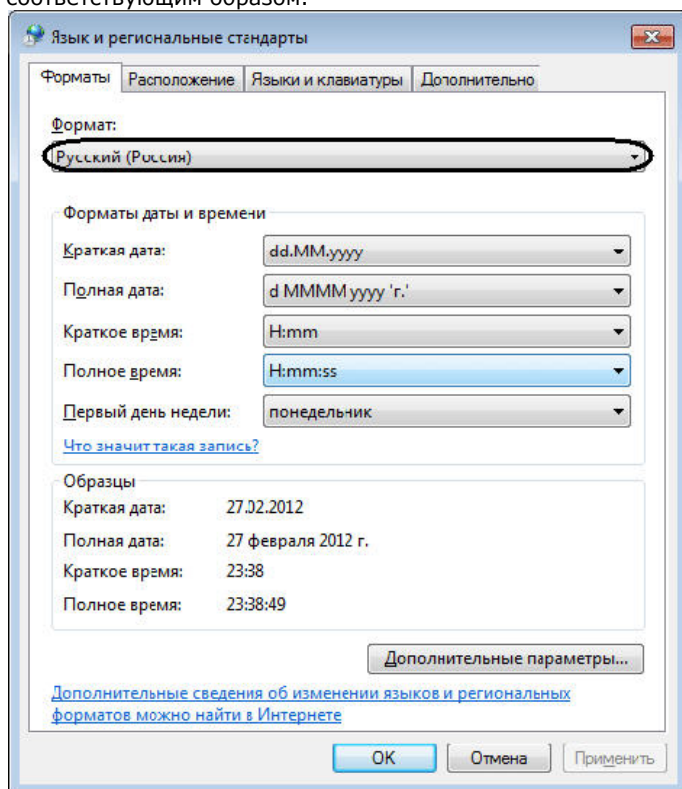 соответствующим образом.
Язык и региональные стандарты
Форматы Расположение Языки и клавиатуры Дополнительно
Формат:
Русский (Россия)
Форматы даты и времени
Краткая дата: dd.MM.yyyy
Полная дата: d MMMM yyyy 'г.'
Краткое время: H:mm
Полное время: H:mm:ss
Первый день недели: понедельник
Что значит такая запись?
Образцы
Краткая дата: 27.02.2012
Полная дата: 27 февраля 2012 г.
Краткое время: 23:38
Полное время: 23:38:49
Дополнительные параметры...
Дополнительные сведения об изменении языков и региональных
форматов можно найти в Интернете
ОК Отмена Применить